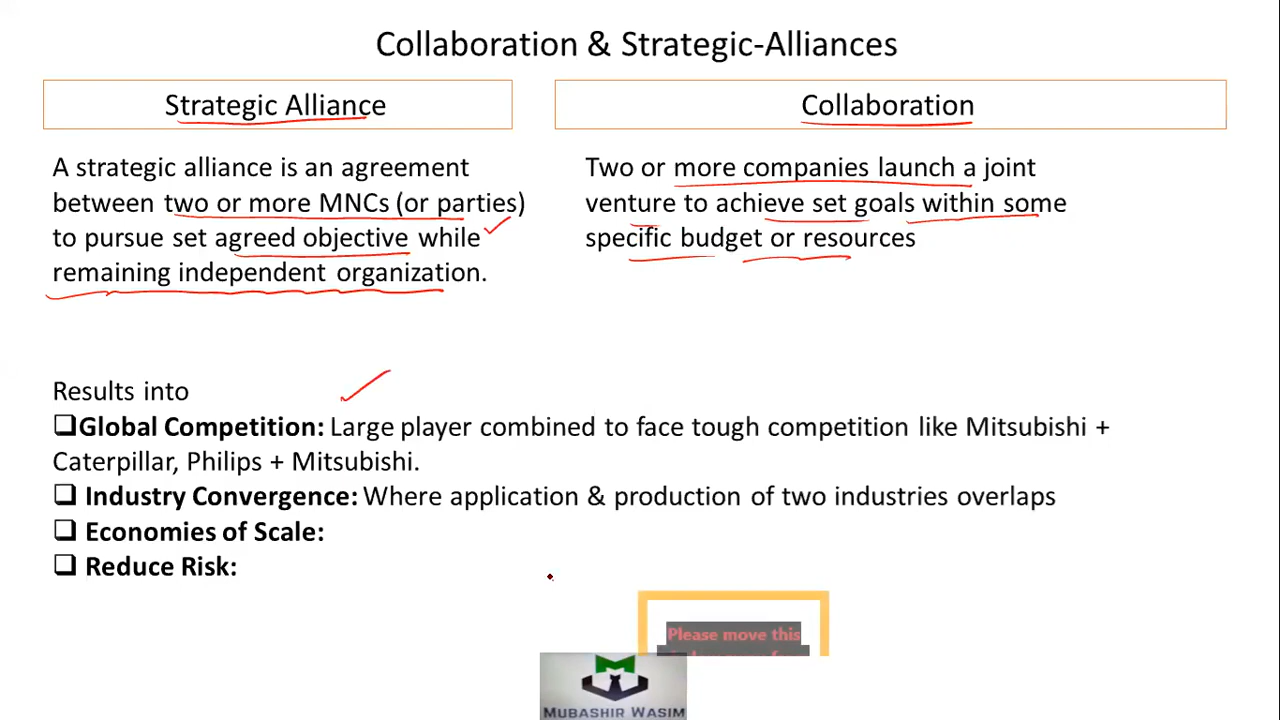 Collaboration & Strategic-Alliances
Strategic Alliance
A strategic alliance is an agreement
between two or more MNCs (or parties)
to pursue set agreed objective while
remaining independent organization.
Collaboration
Two or more companies launch a joint
venture to achieve set goals within some
specific budget or resources
Results into
❑Global Competition: Large player combined to face tough competition like Mitsubishi +
Caterpillar, Philips + Mitsubishi.
❑ Industry Convergence: Where application & production of two industries overlaps
❑ Economies of Scale:
❑ Reduce Risk:
Please move this
MUBASHIR WASIM